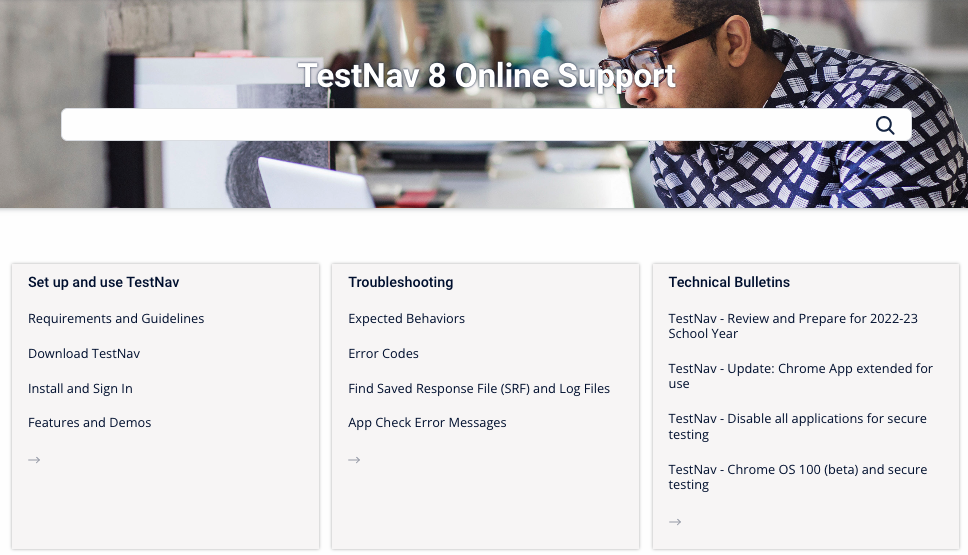 TestNav 8 Online Support
Set up and use TestNav
Requirements and Guidelines
Download TestNav
Install and Sign In
Features and Demos
Troubleshooting
Expected Behaviors
Error Codes
Find Saved Response File (SRF) and Log Files
App Check Error Messages
Technical Bulletins
TestNav - Review and Prepare for 2022-23
School Year
TestNav - Update: Chrome App extended for
use
TestNav - Disable all applications for secure
testing
TestNav - Chrome OS 100 (beta) and secure
testing